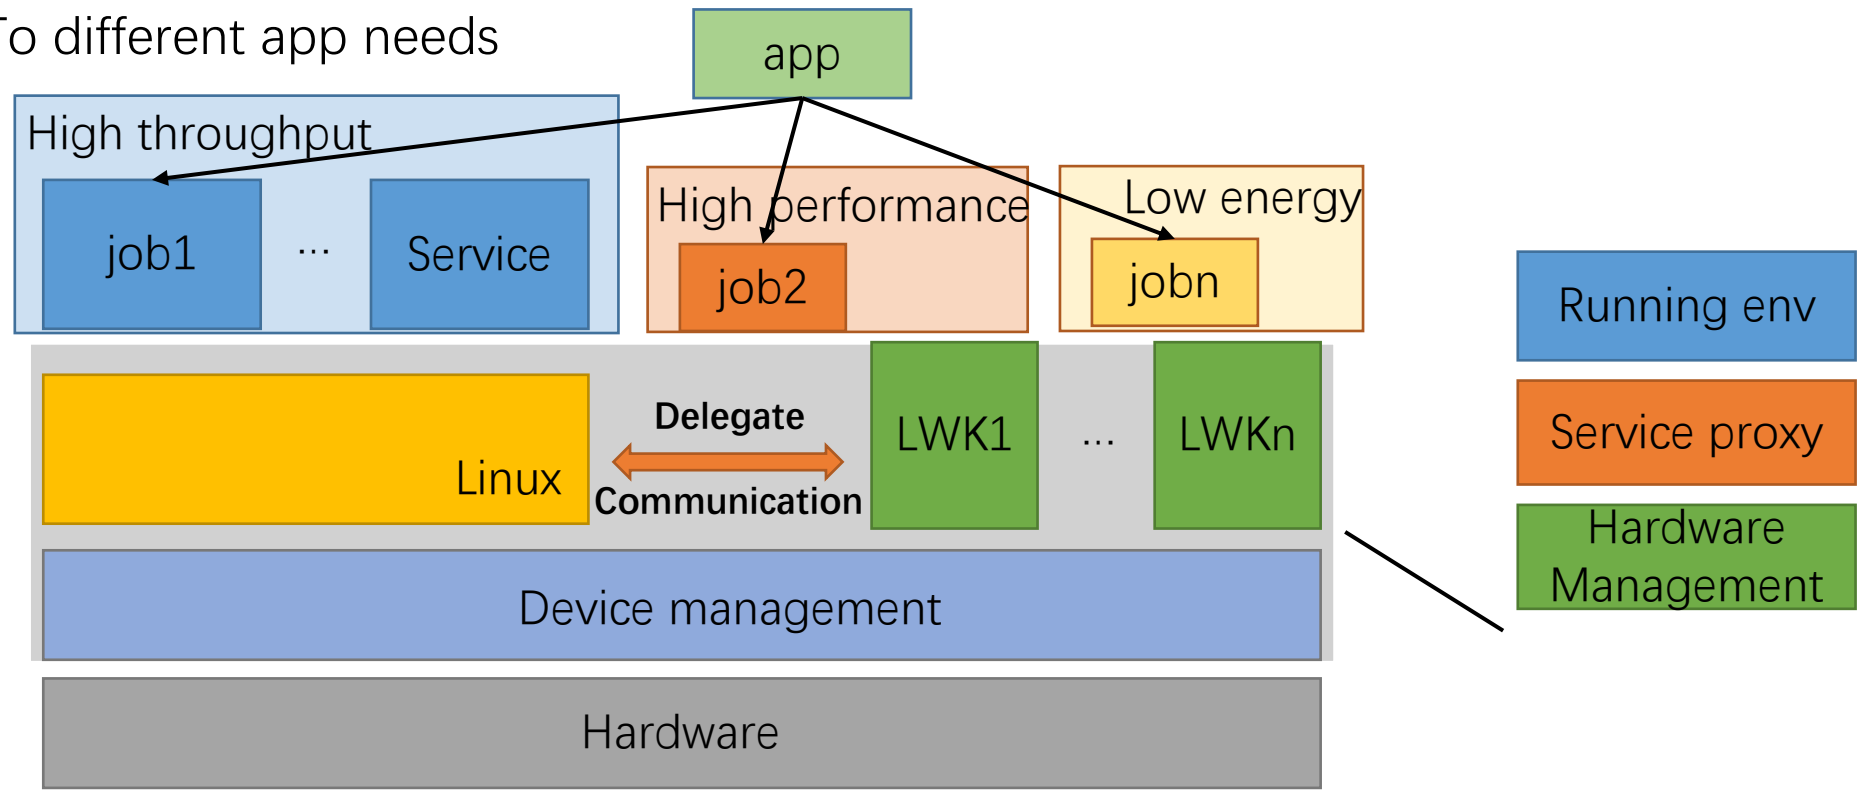 To different app needs
app
High throughput
job1
...
Service
High performance
job2
Low energy
jobn
Linux
Delegate
Communication
LWK1
...
LWKn
Device management
Hardware
Running env
Service proxy
Hardware
Management